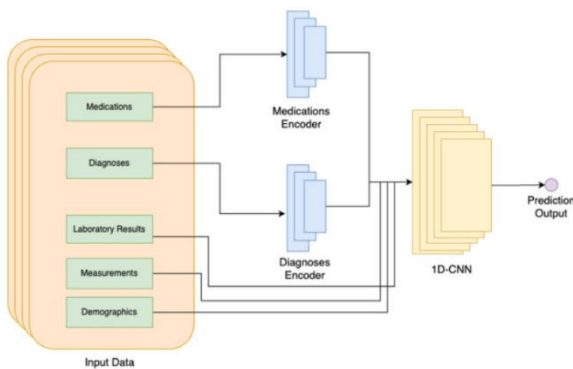 Medications
Diagnoses
Laboratory Results
Measurements
Demographics
Input Data
Medications
Encoder
Diagnoses
Encoder
1D-CNN
Prediction
Output